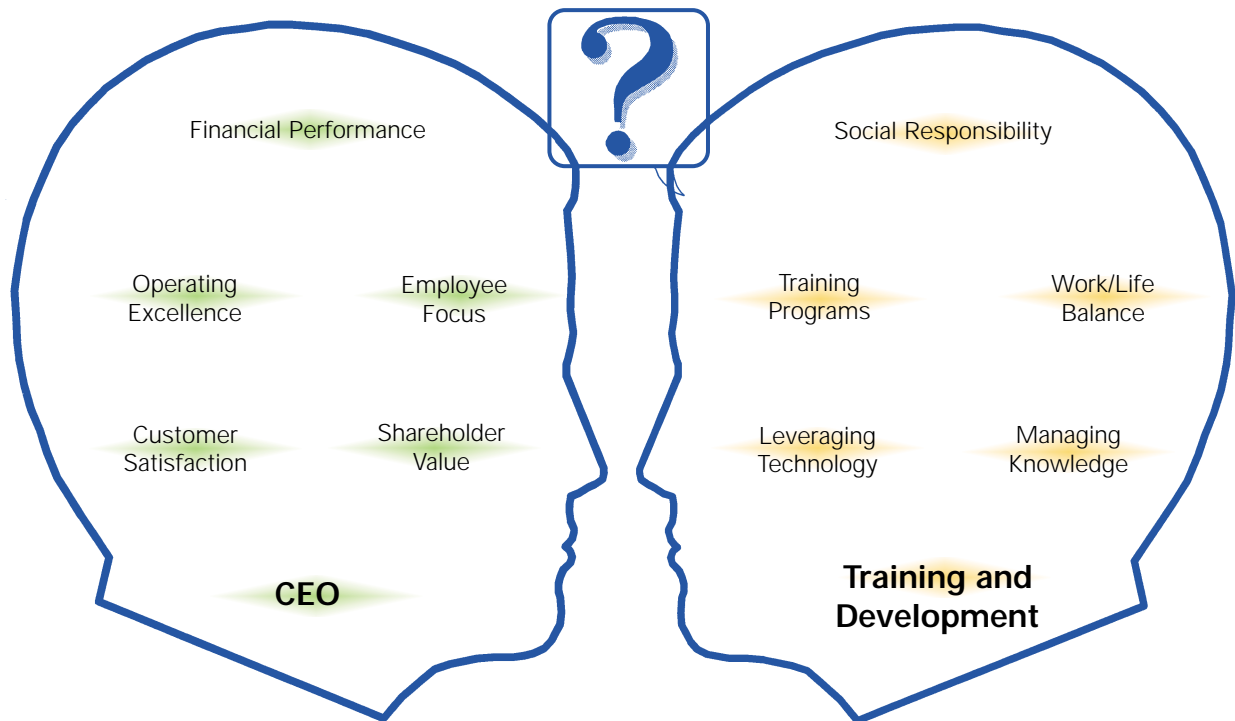 ?
Financial Performance
Operating
Excellence
Employee
Focus
Customer
Satisfaction
Shareholder
Value
CEO
Social Responsibility
Training
Programs
Work/Life
Balance
Leveraging
Technology
Managing
Knowledge
Training and
Development